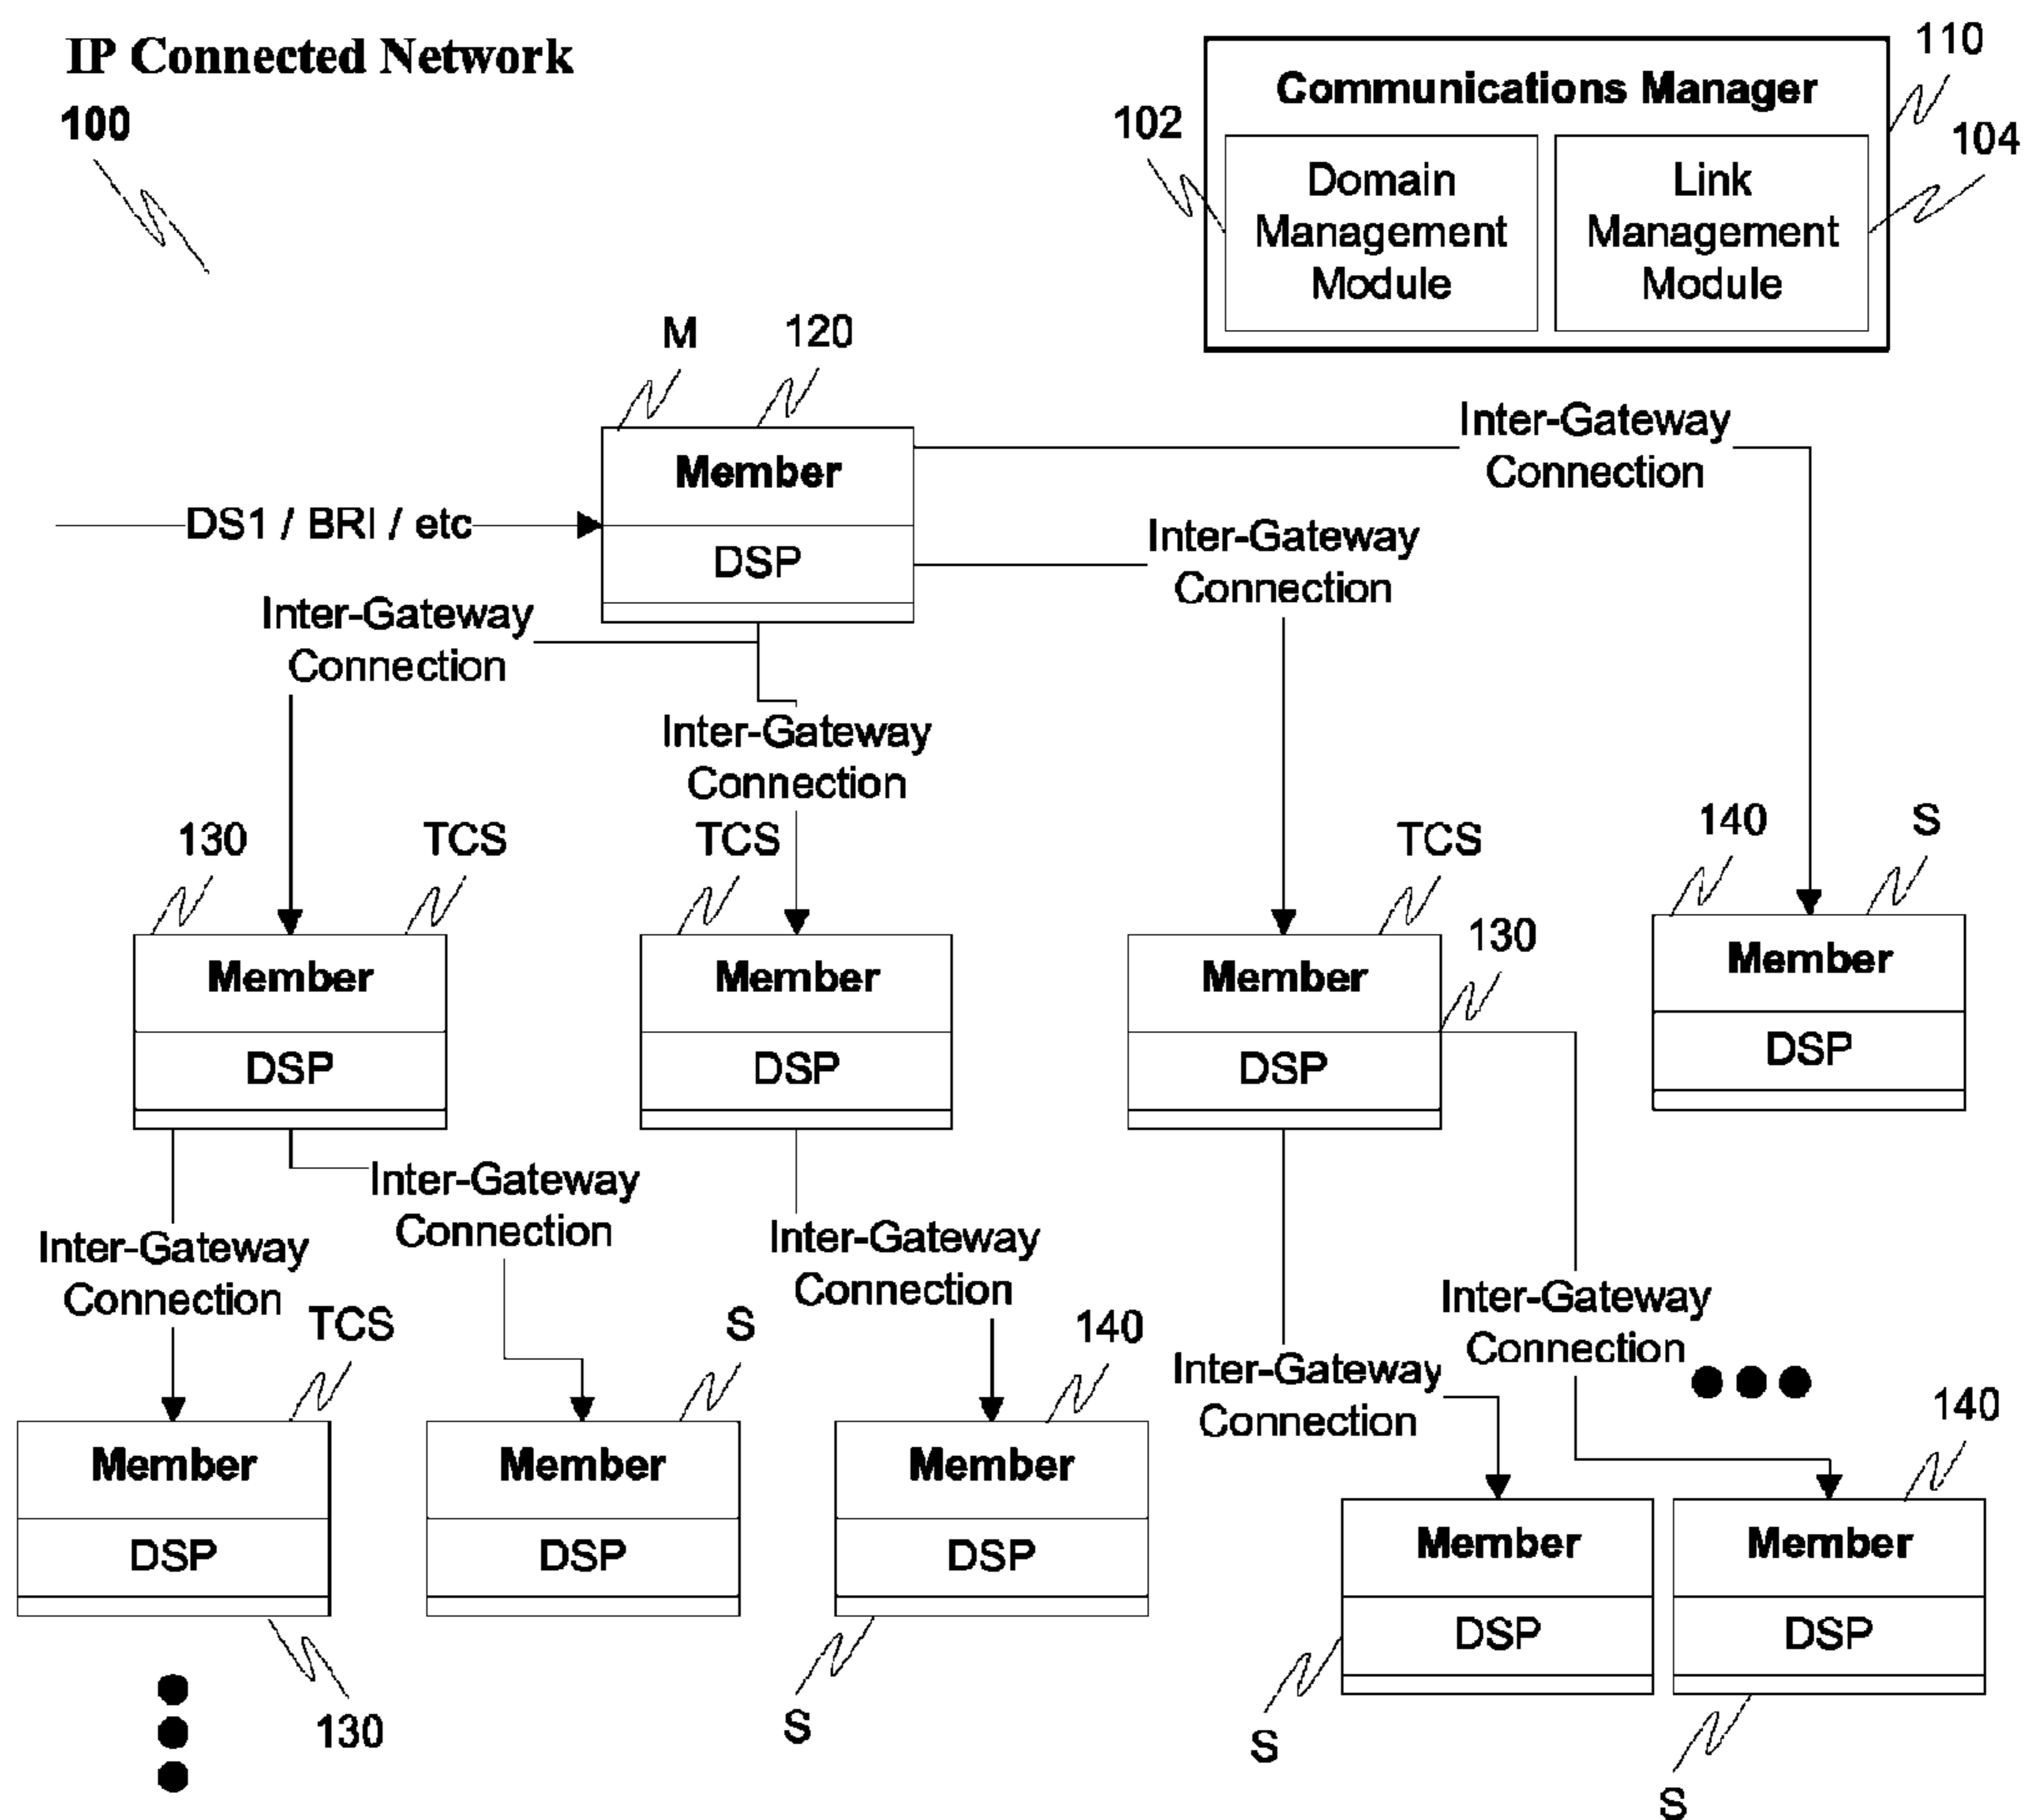 IP Connected Network
100
110
Communications Manager
102
104
Domain
Management
Module
Link
Management
Module
M
120
Member
DSP
DS1 / BRI / etc
Inter-Gateway
Connection
Inter-Gateway
Connection
Inter-Gateway
Connection
Inter-Gateway
Connection
130
TCS
TCS
TCS
130
140
S
Member
DSP
Member
DSP
Member
DSP
Member
DSP
Inter-Gateway
Connection
Inter-Gateway
Connection
Inter-Gateway
Connection
Inter-Gateway
Connection
Inter-Gateway
Connection
TCS
S
140
140
Member
DSP
Member
DSP
Member
DSP
Member
DSP
Member
DSP
130
S
S
S